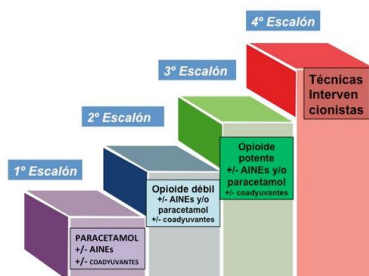 4º Escalón
3º Escalón
2º Escalón
1º Escalón
Técnicas
Interven
cionistas
Opioide
potente
+/- AINEs y/o
paracetamol
+/- coadyuvantes
Opioide débil
+/- AINEs y/o
paracetamol
+/- coadyuvantes
PARACETAMOL
+/- AINEs
+/- COADYUVANTES